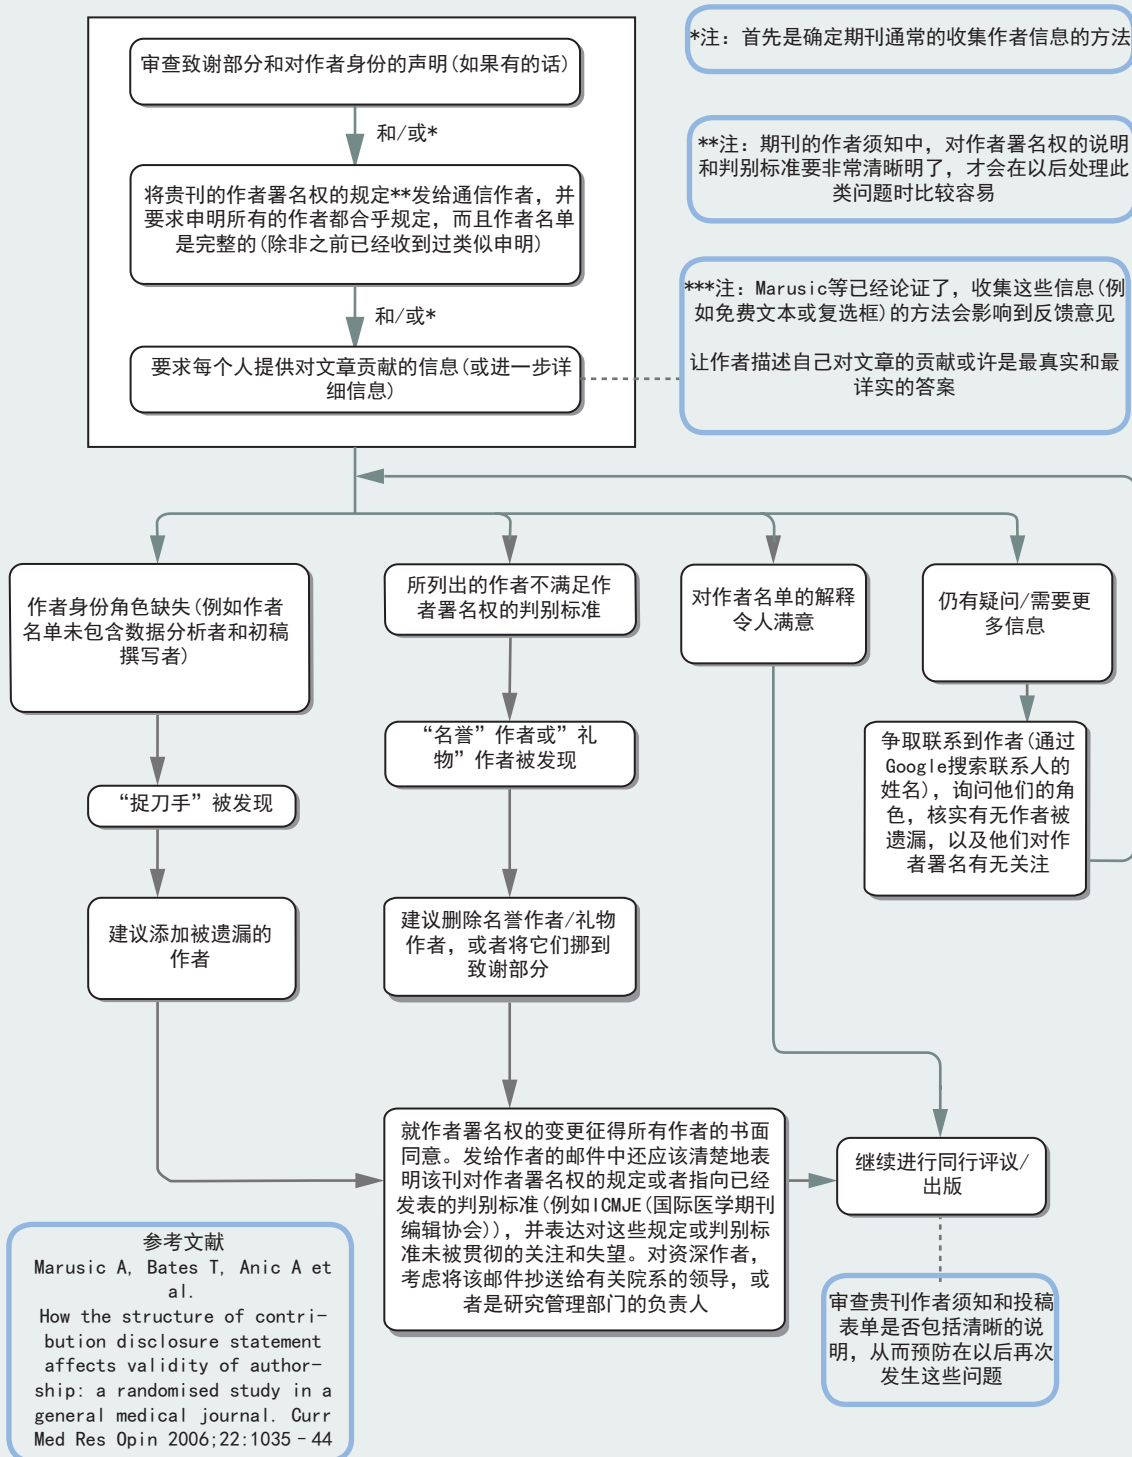 审查致谢部分和对作者身份的声明(如果有的话)
和/或*
将贵刊的作者署名权的规定**发给通信作者，并
要求申明所有的作者都合乎规定，而且作者名单
是完整的(除非之前已经收到过类似申明)
和/或*
要求每个人提供对文章贡献的信息(或进一步详
细信息)
*注：首先是确定期刊通常的收集作者信息的方法
**注：期刊的作者须知中，对作者署名权的说明
和判别标准要非常清晰明了，才会在以后处理此
类问题时比较容易
***注：Marusic等已经论证了，收集这些信息(例
如免费文本或复选框)的方法会影响到反馈意见
让作者描述自己对文章的贡献或许是最真实和最
详实的答案
作者身份角色缺失(例如作者
名单未包含数据分析者和初稿
撰写者)
“捉刀手”被发现
建议添加被遗漏的
作者
所列出的作者不满足作
者署名权的判别标准
“名誉”作者或”礼
物”作者被发现
建议删除名誉作者/礼物
作者，或者将它们挪到
致谢部分
对作者名单的解释
令人满意
仍有疑问/需要更
多信息
争取联系到作者(通过
Google搜索联系人的
姓名)，询问他们的角
色，核实有无作者被
遗漏，以及他们对作
者署名有无关注
就作者署名权的变更征得所有作者的书面
同意。发给作者的邮件中还应该清楚地表
明该刊对作者署名权的规定或者指向已经
发表的判别标准(例如ICMJE(国际医学期刊
编辑协会))，并表达对这些规定或判别标
准未被贯彻的关注和失望。对资深作者，
考虑将该邮件抄送给有关院系的领导，或
者是研究管理部门的负责人
继续进行同行评议/
出版
审查贵刊作者须知和投稿
表单是否包括清晰的说
明，从而预防在以后再次
发生这些问题
参考文献
Marusic A, Bates T, Anic A et
al.
How the structure of contri-
bution disclosure statement
affects validity of author-
ship: a randomised study in a
general medical journal. Curr
Med Res Opin 2006;22:1035–44